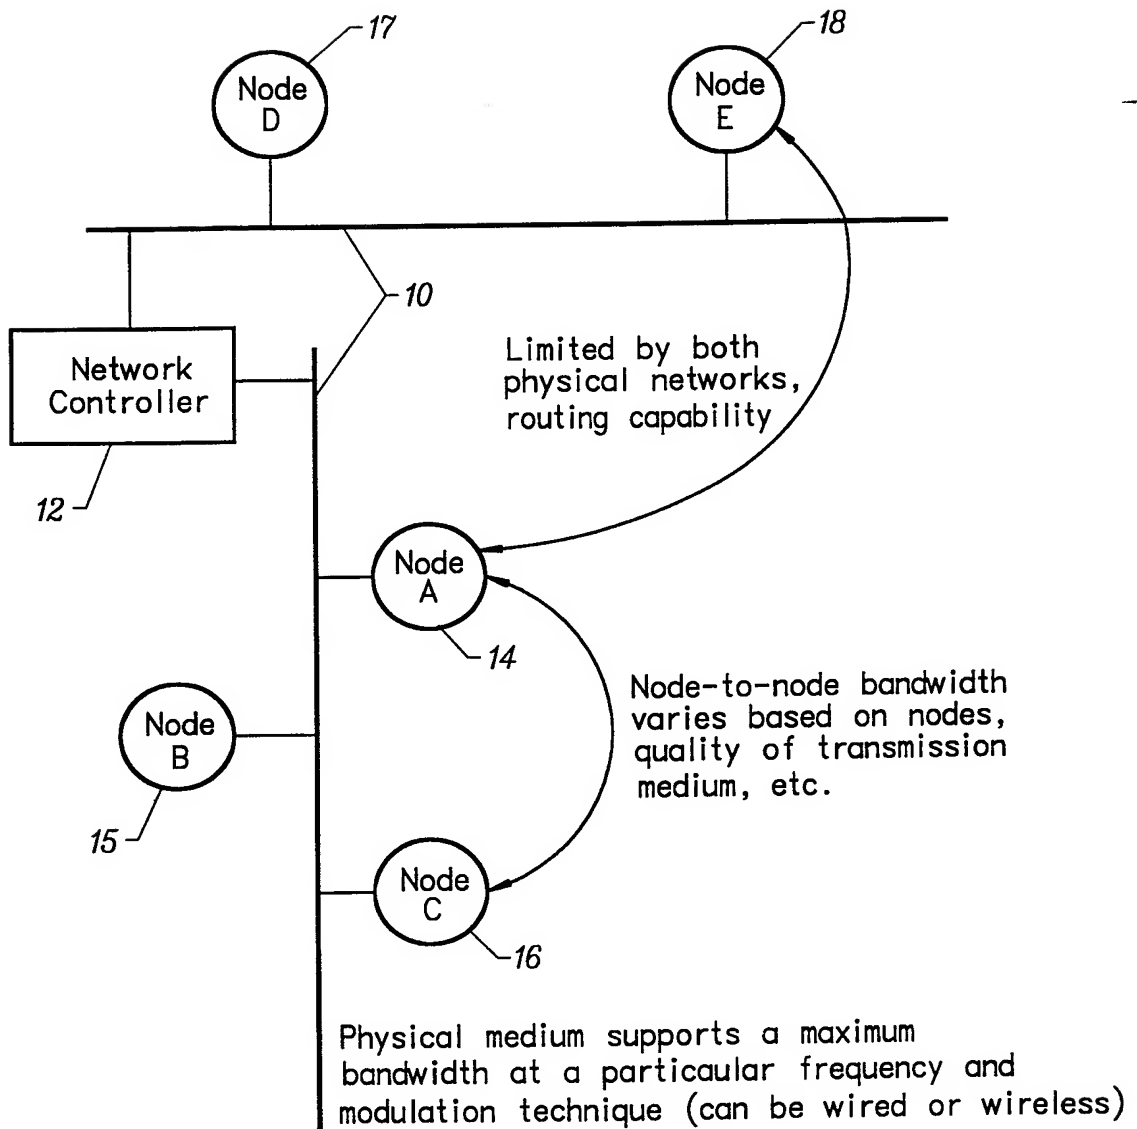 17
18
Node
D
Node
E
10
Network
Controller
Limited by both
physical networks,
routing capability
12
Node
A
14
Node-to-node bandwidth
varies based on nodes,
quality of transmission
medium, etc.
Node
B
15
Node
C
16
Physical medium supports a maximum
bandwidth at a particaular frequency and
modulation technique (can be wired or wireless)